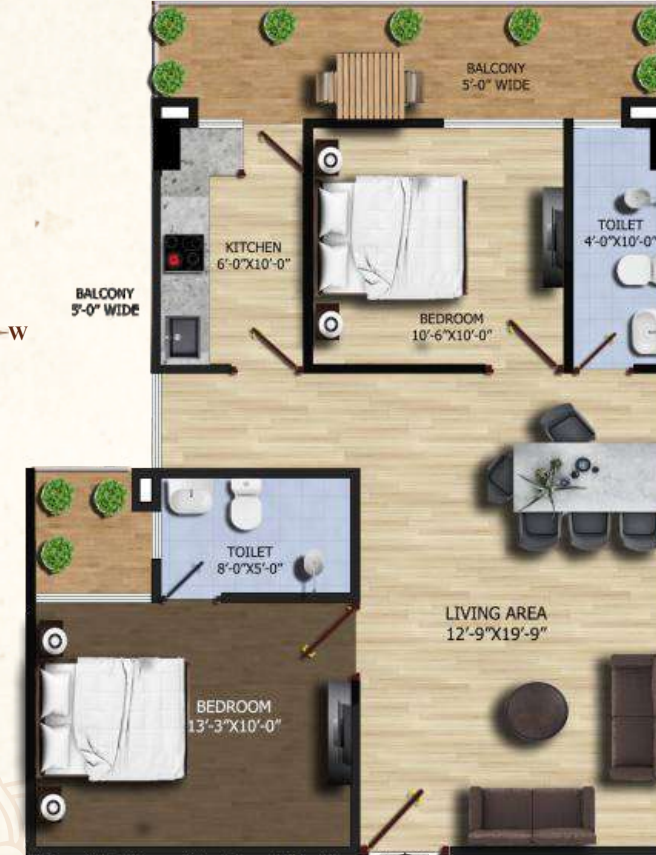 BALCONY
5'-0" WIDE
TOILET
4'-0"X10'-0"
KITCHEN
6'-0"X10'-0"
BALCONY
5'-0" WIDE
W
BEDROOM
10'-6"X10'-0"
TOILET
8'-0"X5'-0"
LIVING AREA
12'-9"X19'-9"
BEDROOM
13'-3"X10'-0"